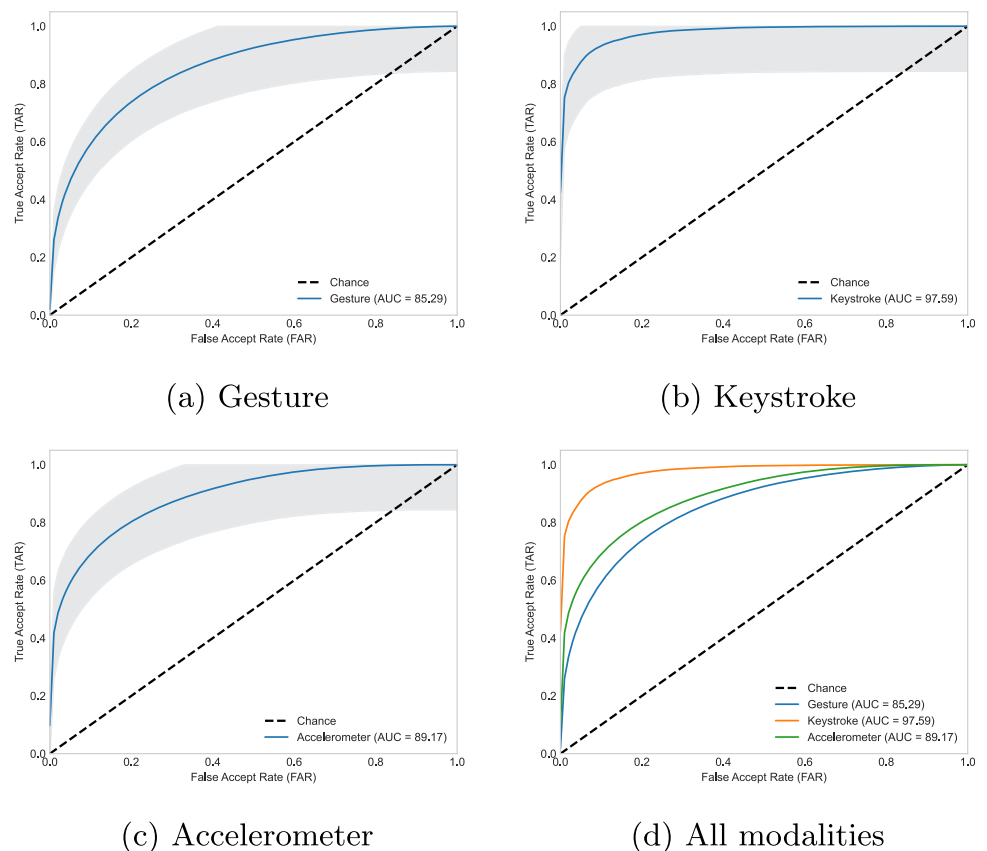 1.0
0.8
0.6
0.4
0.2
0.0
True Accept Rate (TAR)
Chance
Gesture (AUC = 85.29)
0.0 0.2 0.4 0.6 0.8 1.0
False Accept Rate (FAR)
(a) Gesture
1.0
0.8
0.6
0.4
0.2
0.0
True Accept Rate (TAR)
Chance
Keystroke (AUC = 97.59)
0.0 0.2 0.4 0.6 0.8 1.0
False Accept Rate (FAR)
(b) Keystroke
1.0
0.8
0.6
0.4
0.2
0.0
True Accept Rate (TAR)
Chance
Accelerometer (AUC = 89.17)
0.0 0.2 0.4 0.6 0.8 1.0
False Accept Rate (FAR)
(c) Accelerometer
1.0
0.8
0.6
0.4
0.2
0.0
True Accept Rate (TAR)
Chance
Gesture (AUC = 85.29)
Keystroke (AUC = 97.59)
Accelerometer (AUC = 89.17)
0.0 0.2 0.4 0.6 0.8 1.0
False Accept Rate (FAR)
(d) All modalities